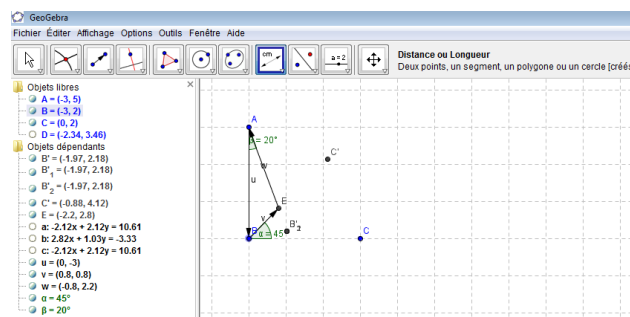 GeoGebra
Fichier Éditer Affichage Options Outils Fenêtre Aide
cm
a=2
Distance ou Longueur
Deux points, un segment, un polygone ou un cercle [créés
Objets libres
A = (-3, 5)
B = (-3, 2)
C = (0, 2)
D = (-2.34, 3.46)
Objets dépendants
B' = (-1.97, 2.18)
B'₁ = (-1.97, 2.18)
B'₂ = (-1.97, 2.18)
C' = (-0.88, 4.12)
E = (-2.2, 2.8)
a: -2.12x + 2.12y = 10.61
b: 2.82x + 1.03y = -3.33
c: -2.12x + 2.12y = 10.61
u = (0, -3)
v = (0.8, 0.8)
w = (-0.8, 2.2)
α = 45°
β = 20°
A
β = 20°
C'
w
u
E
v
B'₂
B
α = 45
C